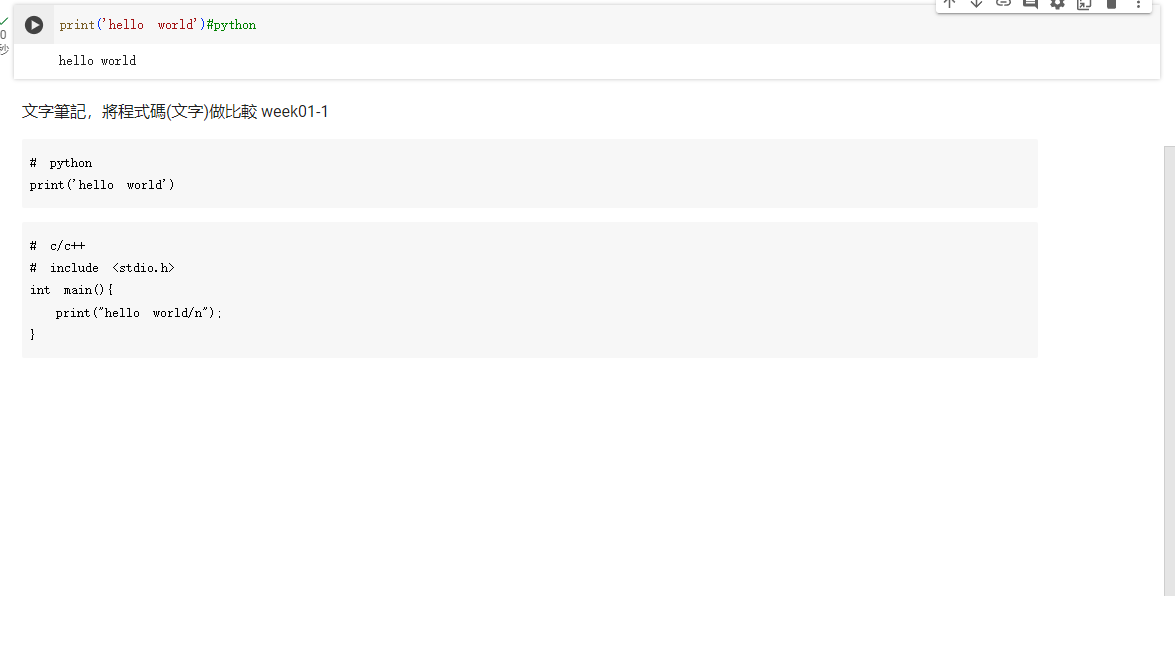 print('hello world')#python
0
秒
hello world
文字筆記，將程式碼(文字)做比較 week01-1
# python
print('hello world')
# c/c++
# include <stdio.h>
int main(){
    print("hello world/n");
}